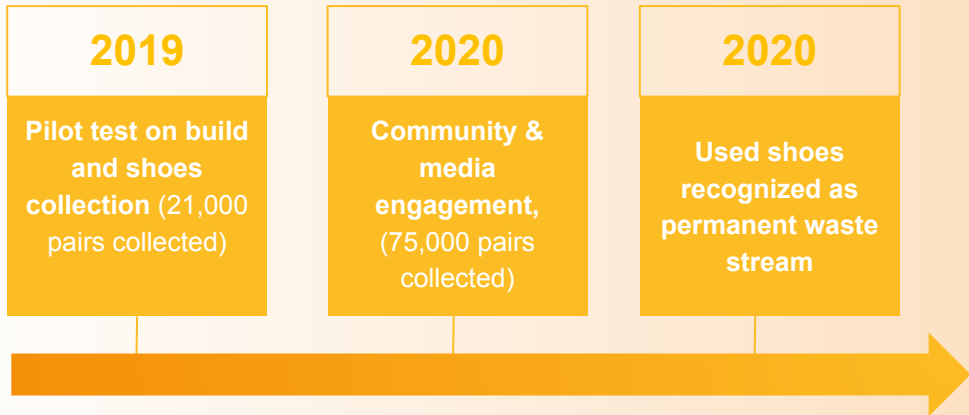 2019
Pilot test on build
and shoes
collection (21,000
pairs collected)
2020
Community &
media
engagement,
(75,000 pairs
collected)
2020
Used shoes
recognized as
permanent waste
stream